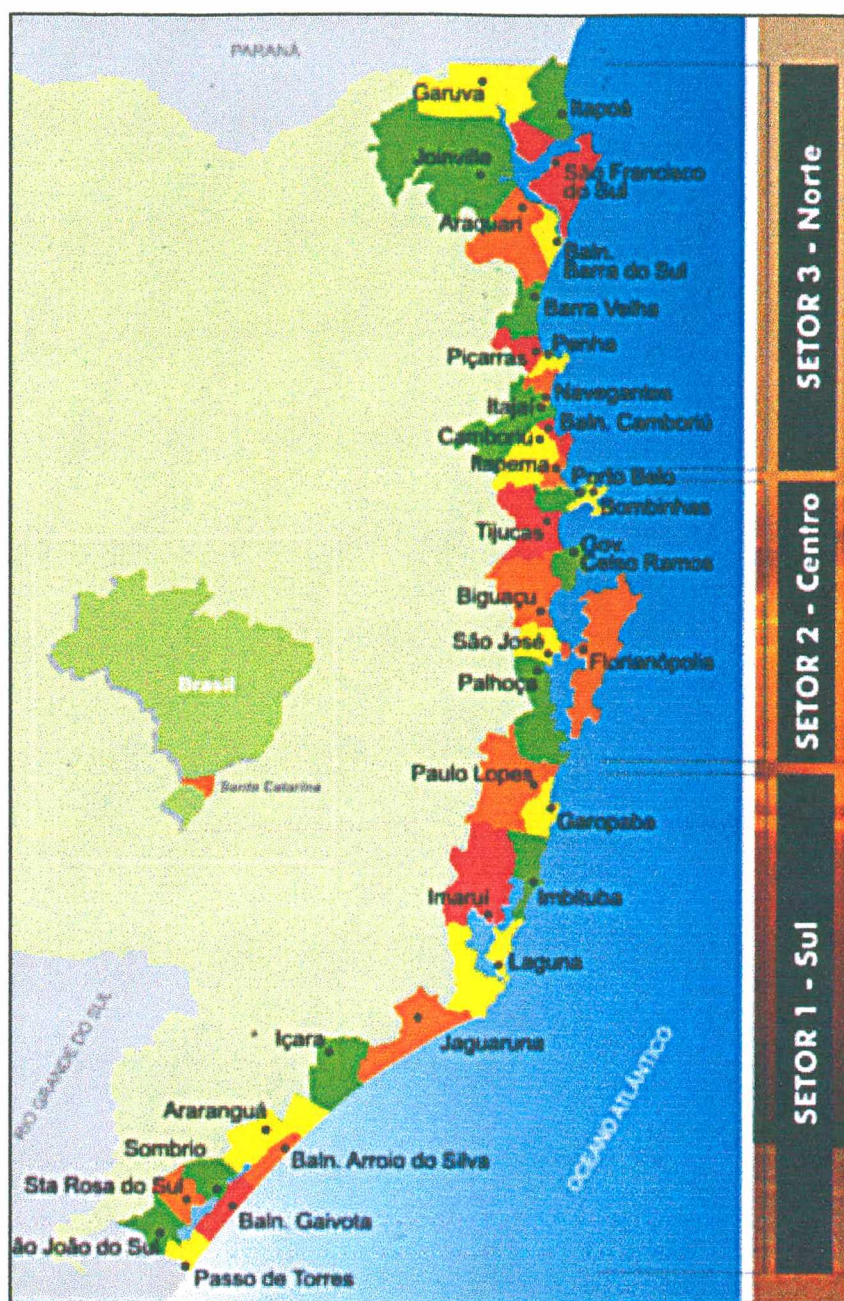 PARANÁ
Garuva
Itapoá
Joinville
São Francisco
do Sul
Araquari
Baln.
Barra do Sul
Barra Velha
Penha
Piçarras
Navegantes
Itajaí
Baln. Camboriú
Camboriú
Itapema
Porto Belo
Bombinhas
Tijucas
Gov.
Celso Ramos
Biguaçu
São José
Florianópolis
Palhoça
Brasil
Santa Catarina
Paulo Lopes
Garopaba
Imaruí
Imbituba
Laguna
RIO GRANDE DO SUL
Içara
Jaguaruna
OCEANO ATLÂNTICO
Araranguá
Sombrio
Baln. Arroio do Silva
Sta Rosa do Sul
Baln. Gaivota
ão João do Sul
Passo de Torres
SETOR 3 - Norte
SETOR 2 - Centro
SETOR 1 - Sul